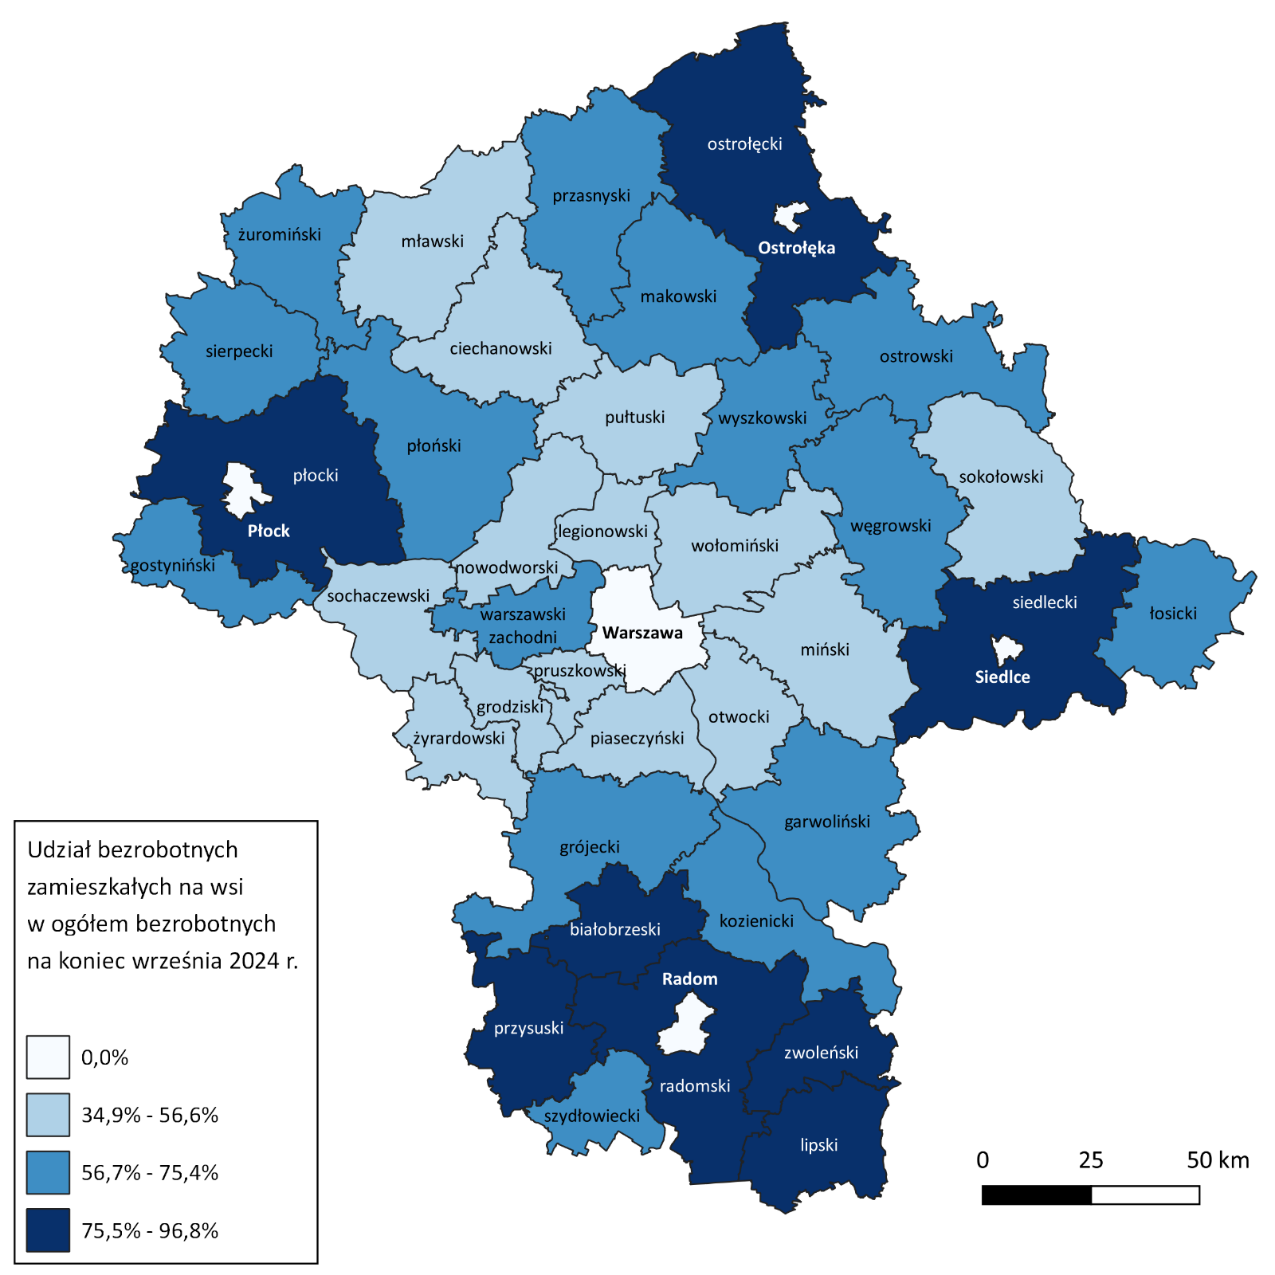 ostrołęcki
przasnyski
żuromiński
mławski
Ostrołęka
makowski
sierpecki
ciechanowski
ostrowski
pułtuski
wyszkowski
płoński
płocki
sokołowski
Płock
legionowski
węgrowski
wołomiński
gostyniński
nowodworski
sochaczewski
siedlecki
łosicki
warszawski
zachodni
Warszawa
miński
pruszkowski
Siedlce
grodziski
otwocki
żyrardowski
piaseczyński
garwoliński
grójecki
kozienicki
białobrzeski
Radom
przysuski
zwoleński
radomski
szydłowiecki
lipski
Udział bezrobotnych
zamieszkałych na wsi
w ogółem bezrobotnych
na koniec września 2024 r.
0,0%
34,9% - 56,6%
56,7% - 75,4%
75,5% - 96,8%
0 25 50 km